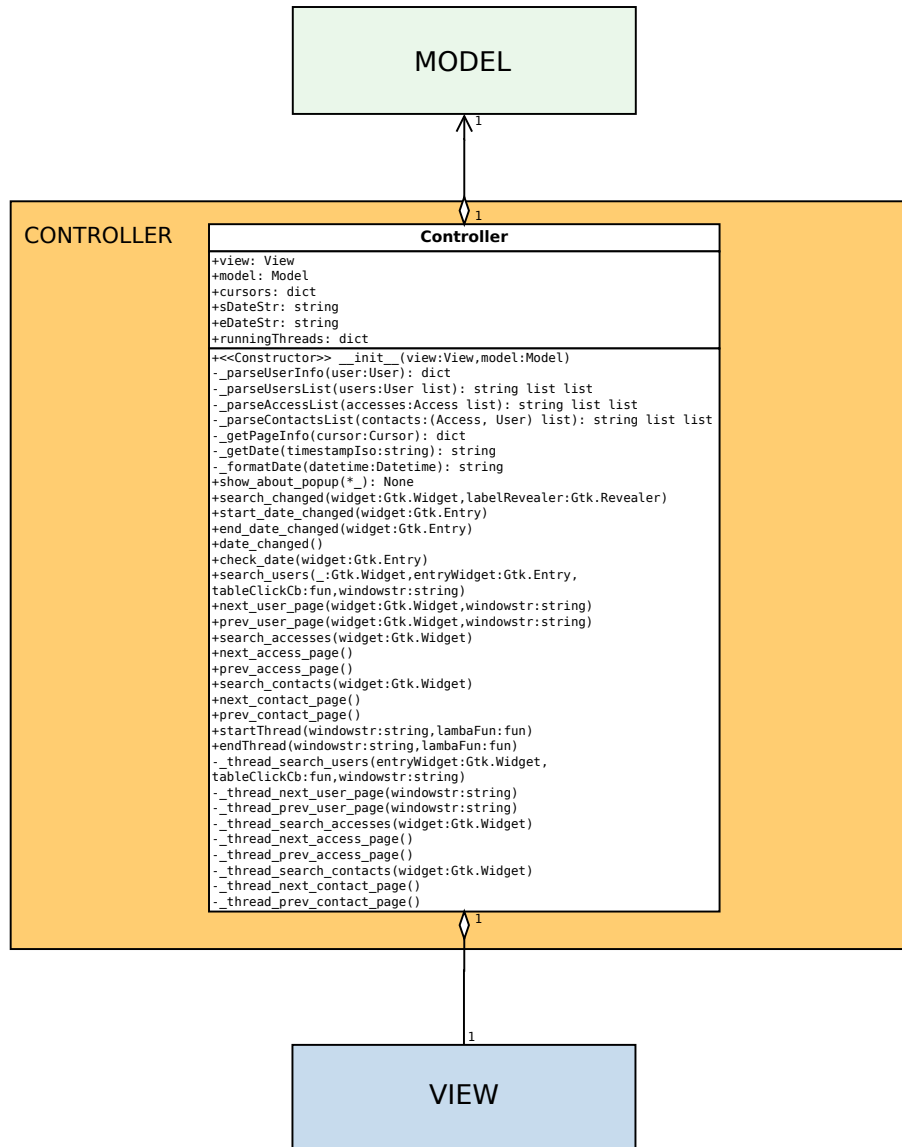 MODEL
1
1
CONTROLLER
Controller
+view: View
+model: Model
+cursors: dict
+sDateStr: string
+eDateStr: string
+runningThreads: dict
+<<Constructor>> __init__(view:View,model:Model)
-_parseUserInfo(user:User): dict
-_parseUsersList(users:User list): string list list
-_parseAccessList(accesses:Access list): string list list
-_parseContactsList(contacts:(Access, User) list): string list list
-_getPageInfo(cursor:Cursor): dict
-_getDate(timestampIso:string): string
-_formatDate(datetime:Datetime): string
+show_about_popup(*_): None
+search_changed(widget:Gtk.Widget,labelRevealer:Gtk.Revealer)
+start_date_changed(widget:Gtk.Entry)
+end_date_changed(widget:Gtk.Entry)
+date_changed()
+check_date(widget:Gtk.Entry)
+search_users(_:Gtk.Widget,entryWidget:Gtk.Entry,
tableClickCb:fun,windowstr:string)
+next_user_page(widget:Gtk.Widget,windowstr:string)
+prev_user_page(widget:Gtk.Widget,windowstr:string)
+search_accesses(widget:Gtk.Widget)
+next_access_page()
+prev_access_page()
+search_contacts(widget:Gtk.Widget)
+next_contact_page()
+prev_contact_page()
+startThread(windowstr:string,lambaFun:fun)
+endThread(windowstr:string,lambaFun:fun)
-_thread_search_users(entryWidget:Gtk.Widget,
tableClickCb:fun,windowstr:string)
-_thread_next_user_page(windowstr:string)
-_thread_prev_user_page(windowstr:string)
-_thread_search_accesses(widget:Gtk.Widget)
-_thread_next_access_page()
-_thread_prev_access_page()
-_thread_search_contacts(widget:Gtk.Widget)
-_thread_next_contact_page()
-_thread_prev_contact_page()
1
1
VIEW